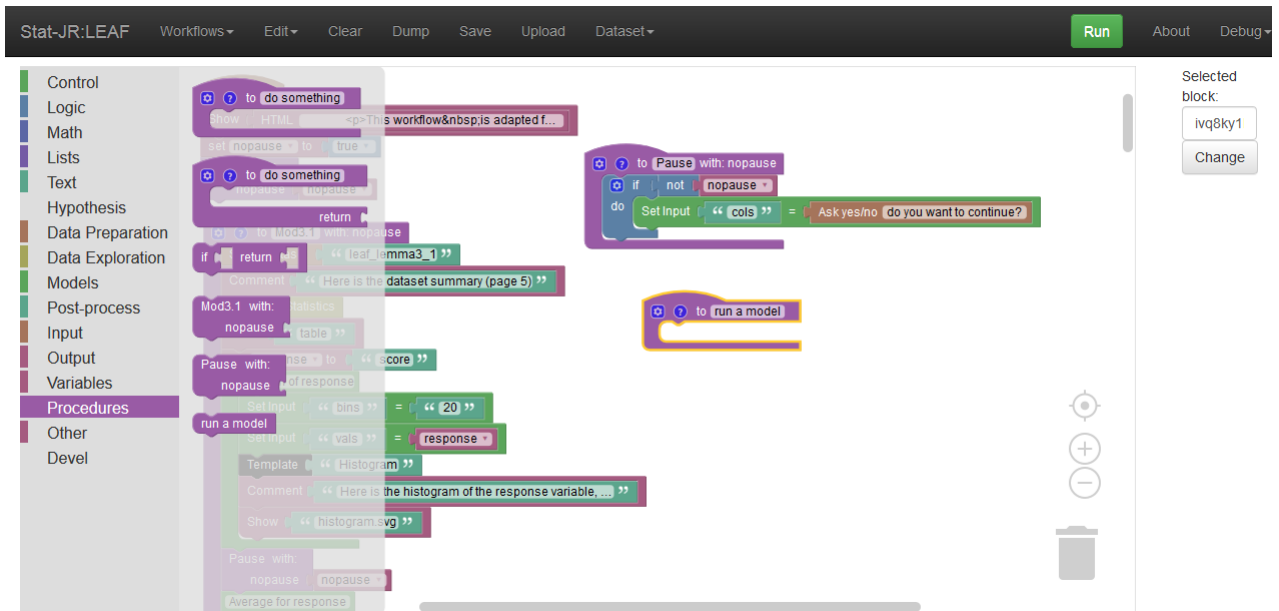 Stat-JR:LEAF Workflows Edit Clear Dump Save Upload Dataset Run About Debug
Control
Logic
Math
Lists
Text
Hypothesis
Data Preparation
Data Exploration
Models
Post-process
Input
Output
Variables
Procedures
Other
Devel
? to do something
? to do something
return
if return
Mod3.1 with:
nopause
Pause with:
nopause
run a model
Show HTML <p>This workflow&nbsp;is adapted f...
set nopause to true
nopause nopause
? to Mod3.1 with: nopause
“ leaf_lemma3_1 ”
Comment “ Here is the dataset summary (page 5) ”
statistics
table ”
to “ score ”
of response
Set Input “ bins ” = “ 20 ”
Set Input “ vals ” = response
Template “ Histogram ”
Comment “ Here is the histogram of the response variable, ... ”
Show “ histogram.svg ”
Pause with:
nopause nopause
Average for response
? to Pause with: nopause
if not nopause
do Set Input “ cols ” = Ask yes/no do you want to continue?
? to run a model
Selected
block:
ivq8ky1
Change